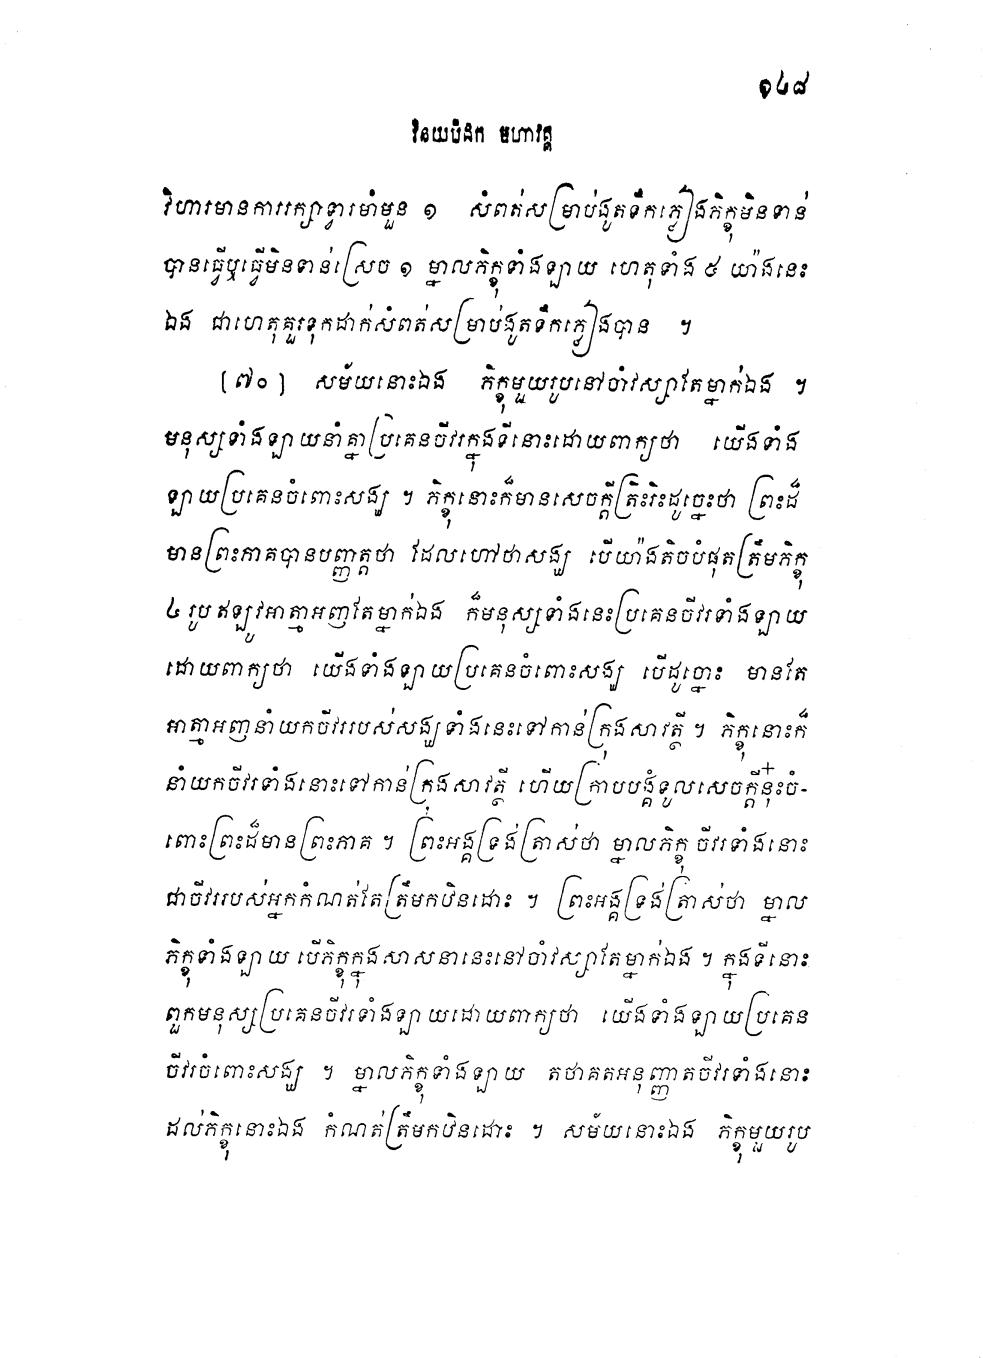 ១៤៨
វិនយបិដក មហាវគ្គ
វិហារមានការរក្សាទ្វារមាំមួន ១ សំពត់សម្រាប់ងូតទឹកភ្លៀងភិក្ខុមិនទាន់
បានធ្វើឬធ្វើមិនទាន់ស្រេច ១ ម្នាលភិក្ខុទាំងឡាយ ហេតុទាំង ៥ យ៉ាងនេះ
ឯង ជាហេតុគួរទុកដាក់សំពត់សម្រាប់ងូតទឹកភ្លៀងបាន ។
[៧០] សម័យនោះឯង ភិក្ខុមួយរូបនៅចាំវស្សាតែម្នាក់ឯង ។
មនុស្សទាំងឡាយនាំគ្នាប្រគេនចីវរក្នុងទីនោះដោយពាក្យថា យើងទាំង
ឡាយប្រគេនចំពោះសង្ឃ ។ ភិក្ខុនោះក៏មានសេចក្តីត្រិះរិះដូច្នេះថា ព្រះដ៏
មានព្រះភាគបានបញ្ញត្តថា ដែលហៅថាសង្ឃ បើយ៉ាងតិចបំផុតត្រឹមភិក្ខុ
៤ រូប ឥឡូវអាត្មាអញតែម្នាក់ឯង ក៏មនុស្សទាំងនេះប្រគេនចីវរទាំងឡាយ
ដោយពាក្យថា យើងទាំងឡាយប្រគេនចំពោះសង្ឃ បើដូច្នោះ មានតែ
អាត្មាអញនាំយកចីវររបស់សង្ឃទាំងនេះទៅកាន់ក្រុងសាវត្ថី ។ ភិក្ខុនោះក៏
នាំយកចីវរទាំងនោះទៅកាន់ក្រុងសាវត្ថី ហើយក្រាបបង្គំទូលសេចក្តីនុ៎ះចំ-
ពោះព្រះដ៏មានព្រះភាគ ។ ព្រះអង្គទ្រង់ត្រាស់ថា ម្នាលភិក្ខុ ចីវរទាំងនោះ
ជាចីវររបស់អ្នកកំណត់តែត្រឹមកឋិនដោះ ។ ព្រះអង្គទ្រង់ត្រាស់ថា ម្នាល
ភិក្ខុទាំងឡាយ បើភិក្ខុក្នុងសាសនានេះនៅចាំវស្សាតែម្នាក់ឯង ។ ក្នុងទីនោះ
ពួកមនុស្សប្រគេនចីវរទាំងឡាយដោយពាក្យថា យើងទាំងឡាយប្រគេន
ចីវរចំពោះសង្ឃ ។ ម្នាលភិក្ខុទាំងឡាយ តថាគតអនុញ្ញាតចីវរទាំងនោះ
ដល់ភិក្ខុនោះឯង កំណត់ត្រឹមកឋិនដោះ ។ សម័យនោះឯង ភិក្ខុមួយរូប